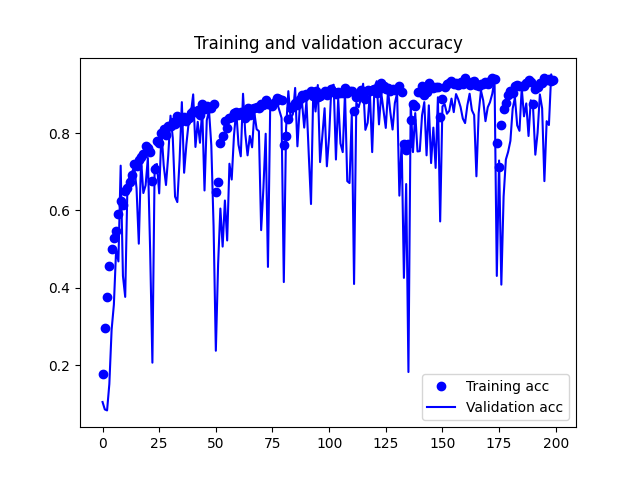 Training and validation accuracy
0.8
0.6
0.4
0.2
Training acc
Validation acc
0 25 50 75 100 125 150 175 200